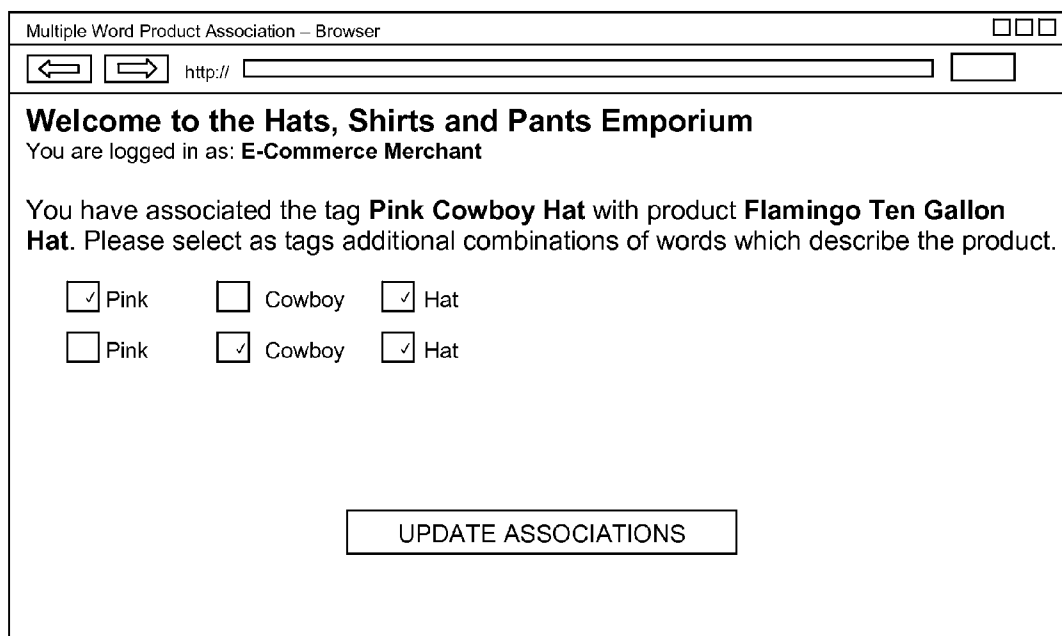 Multiple Word Product Association – Browser
http://
Welcome to the Hats, Shirts and Pants Emporium
You are logged in as: E-Commerce Merchant
You have associated the tag Pink Cowboy Hat with product Flamingo Ten Gallon
Hat. Please select as tags additional combinations of words which describe the product.
✓ Pink Cowboy ✓ Hat
Pink ✓ Cowboy ✓ Hat
UPDATE ASSOCIATIONS